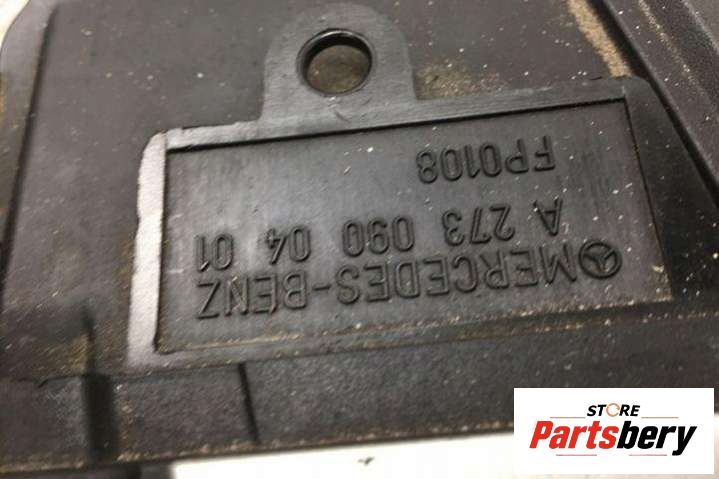 MERCEDES-BENZ
A 273 090 04 01
FP0108
STORE
Partsbery